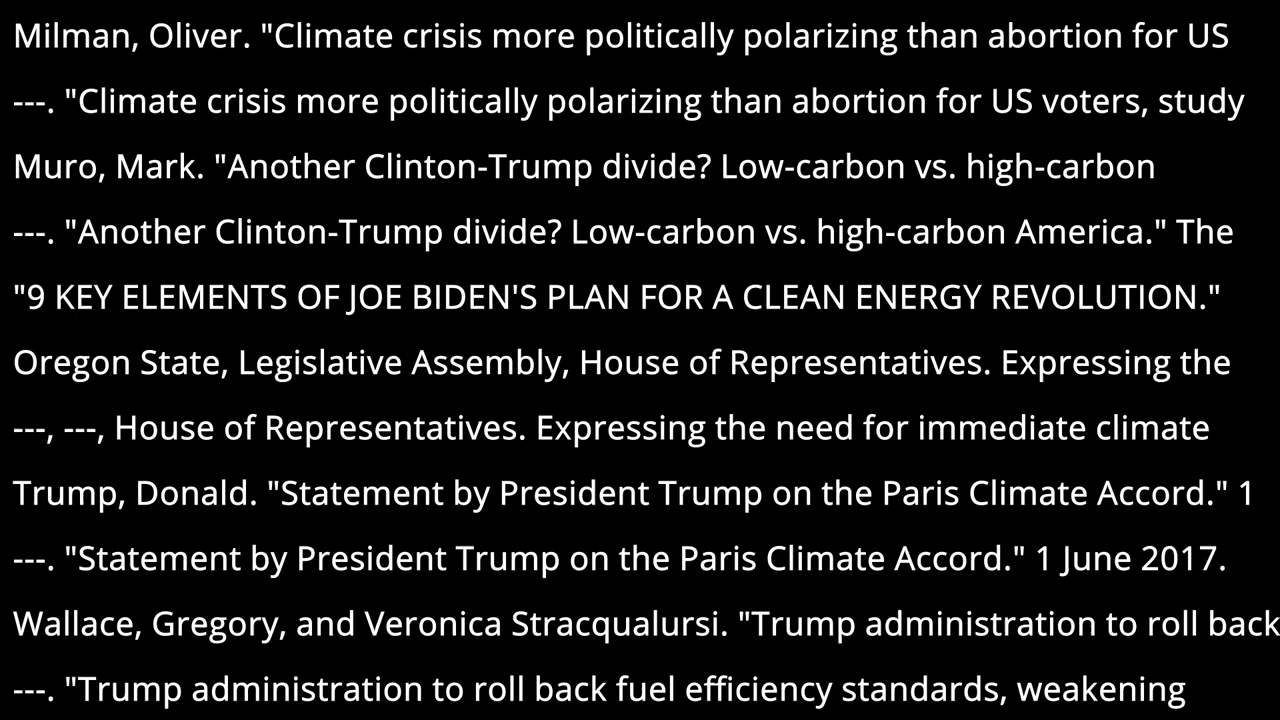 Milman, Oliver. "Climate crisis more politically polarizing than abortion for US
---. "Climate crisis more politically polarizing than abortion for US voters, study
Muro, Mark. "Another Clinton-Trump divide? Low-carbon vs. high-carbon
---. "Another Clinton-Trump divide? Low-carbon vs. high-carbon America." The
"9 KEY ELEMENTS OF JOE BIDEN'S PLAN FOR A CLEAN ENERGY REVOLUTION."
Oregon State, Legislative Assembly, House of Representatives. Expressing the
---, ---, House of Representatives. Expressing the need for immediate climate
Trump, Donald. "Statement by President Trump on the Paris Climate Accord." 1
---. "Statement by President Trump on the Paris Climate Accord." 1 June 2017.
Wallace, Gregory, and Veronica Stracqualursi. "Trump administration to roll back
---. "Trump administration to roll back fuel efficiency standards, weakening